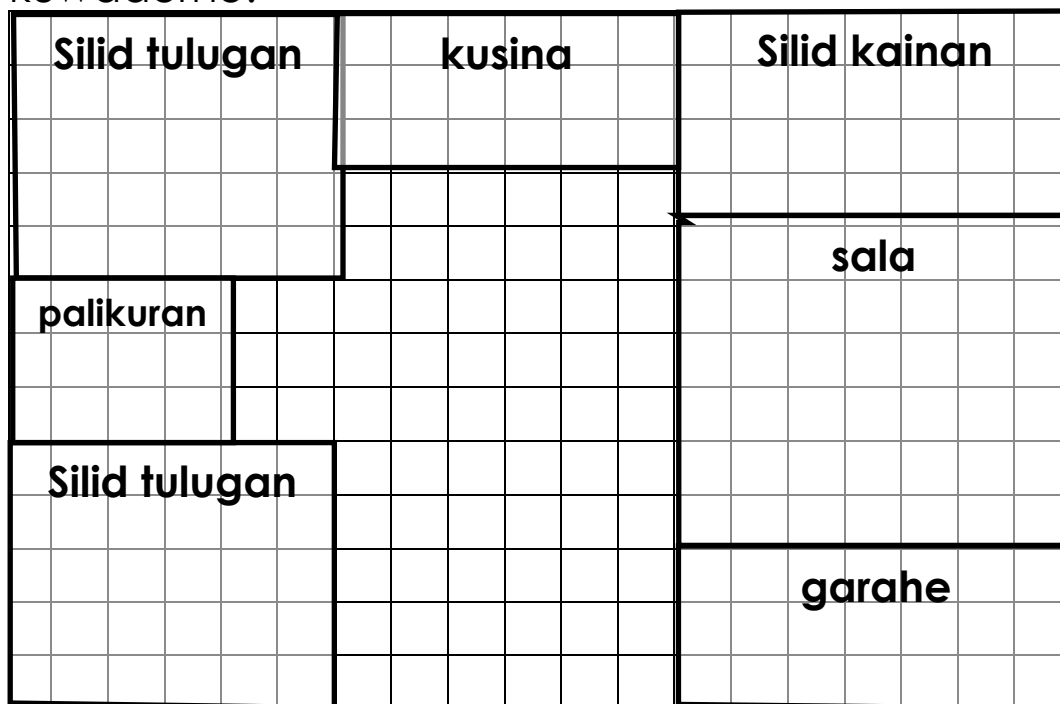 Silid tulugan
kusina
Silid kainan
sala
palikuran
Silid tulugan
garahe